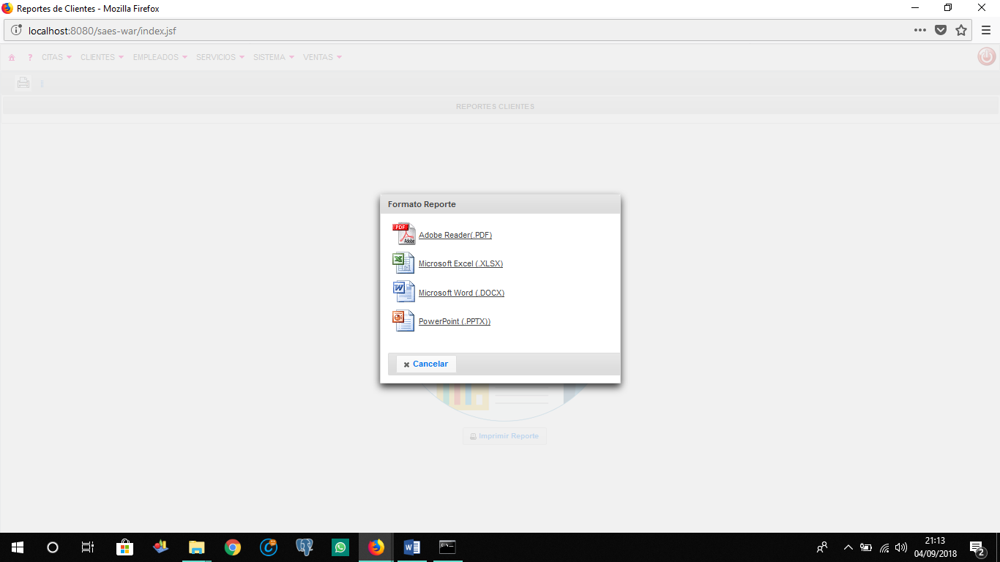 Reportes de Clientes - Mozilla Firefox
localhost:8080/saes-war/index.jsf
? CITAS CLIENTES EMPLEADOS SERVICIOS SISTEMA VENTAS
REPORTES CLIENTES
Formato Reporte
PDF Adobe Adobe Reader(.PDF)
Microsoft Excel (.XLSX)
Microsoft Word (.DOCX)
PowerPoint (.PPTX))
Cancelar
Imprimir Reporte
21:13
04/09/2018
2